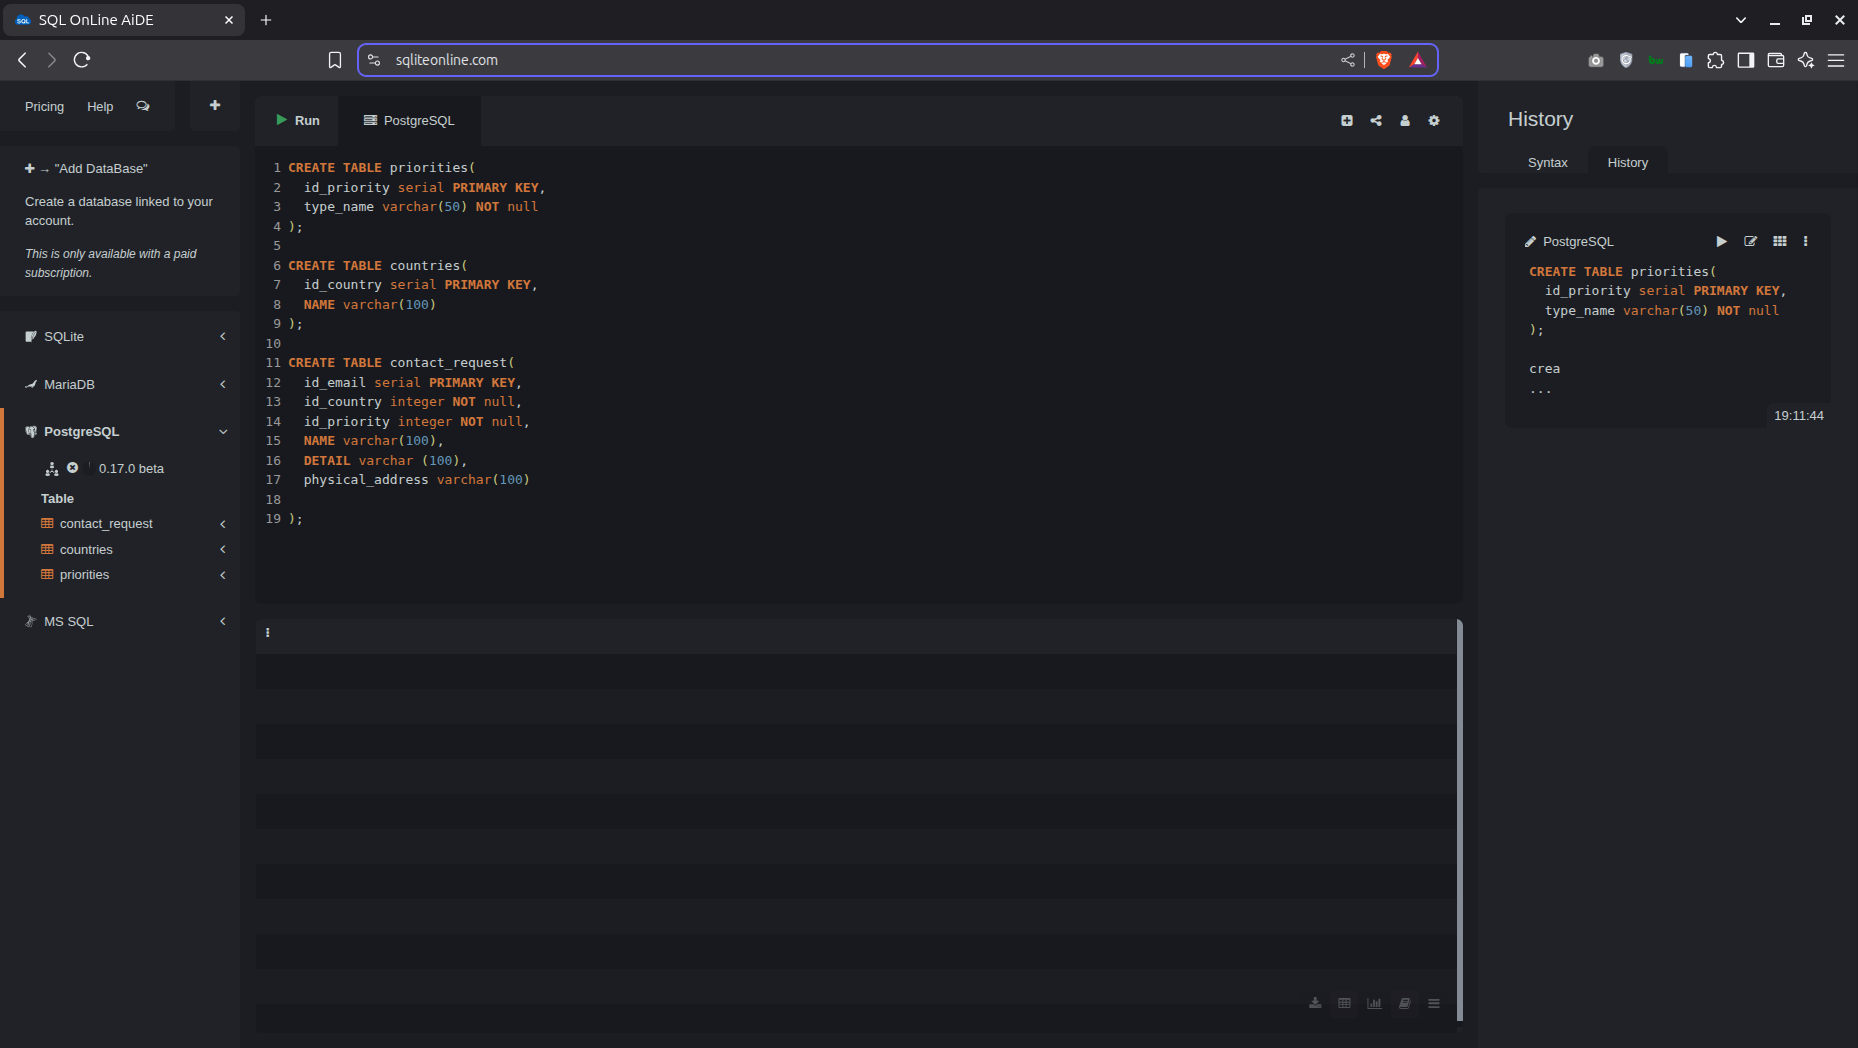 SQL OnLine AiDE
sqliteonline.com
Pricing Help
"Add DataBase"
Create a database linked to your
account.
This is only available with a paid
subscription.
SQLite
MariaDB
PostgreSQL
0.17.0 beta
Table
contact_request
countries
priorities
MS SQL
Run PostgreSQL
1 CREATE TABLE priorities(
2 id_priority serial PRIMARY KEY,
3 type_name varchar(50) NOT null
4 );
5
6 CREATE TABLE countries(
7 id_country serial PRIMARY KEY,
8 NAME varchar(100)
9 );
10
11 CREATE TABLE contact_request(
12 id_email serial PRIMARY KEY,
13 id_country integer NOT null,
14 id_priority integer NOT null,
15 NAME varchar(100),
16 DETAIL varchar (100),
17 physical_address varchar(100)
18
19 );
History
Syntax History
PostgreSQL
CREATE TABLE priorities(
id_priority serial PRIMARY KEY,
type_name varchar(50) NOT null
);
crea
...
19:11:44